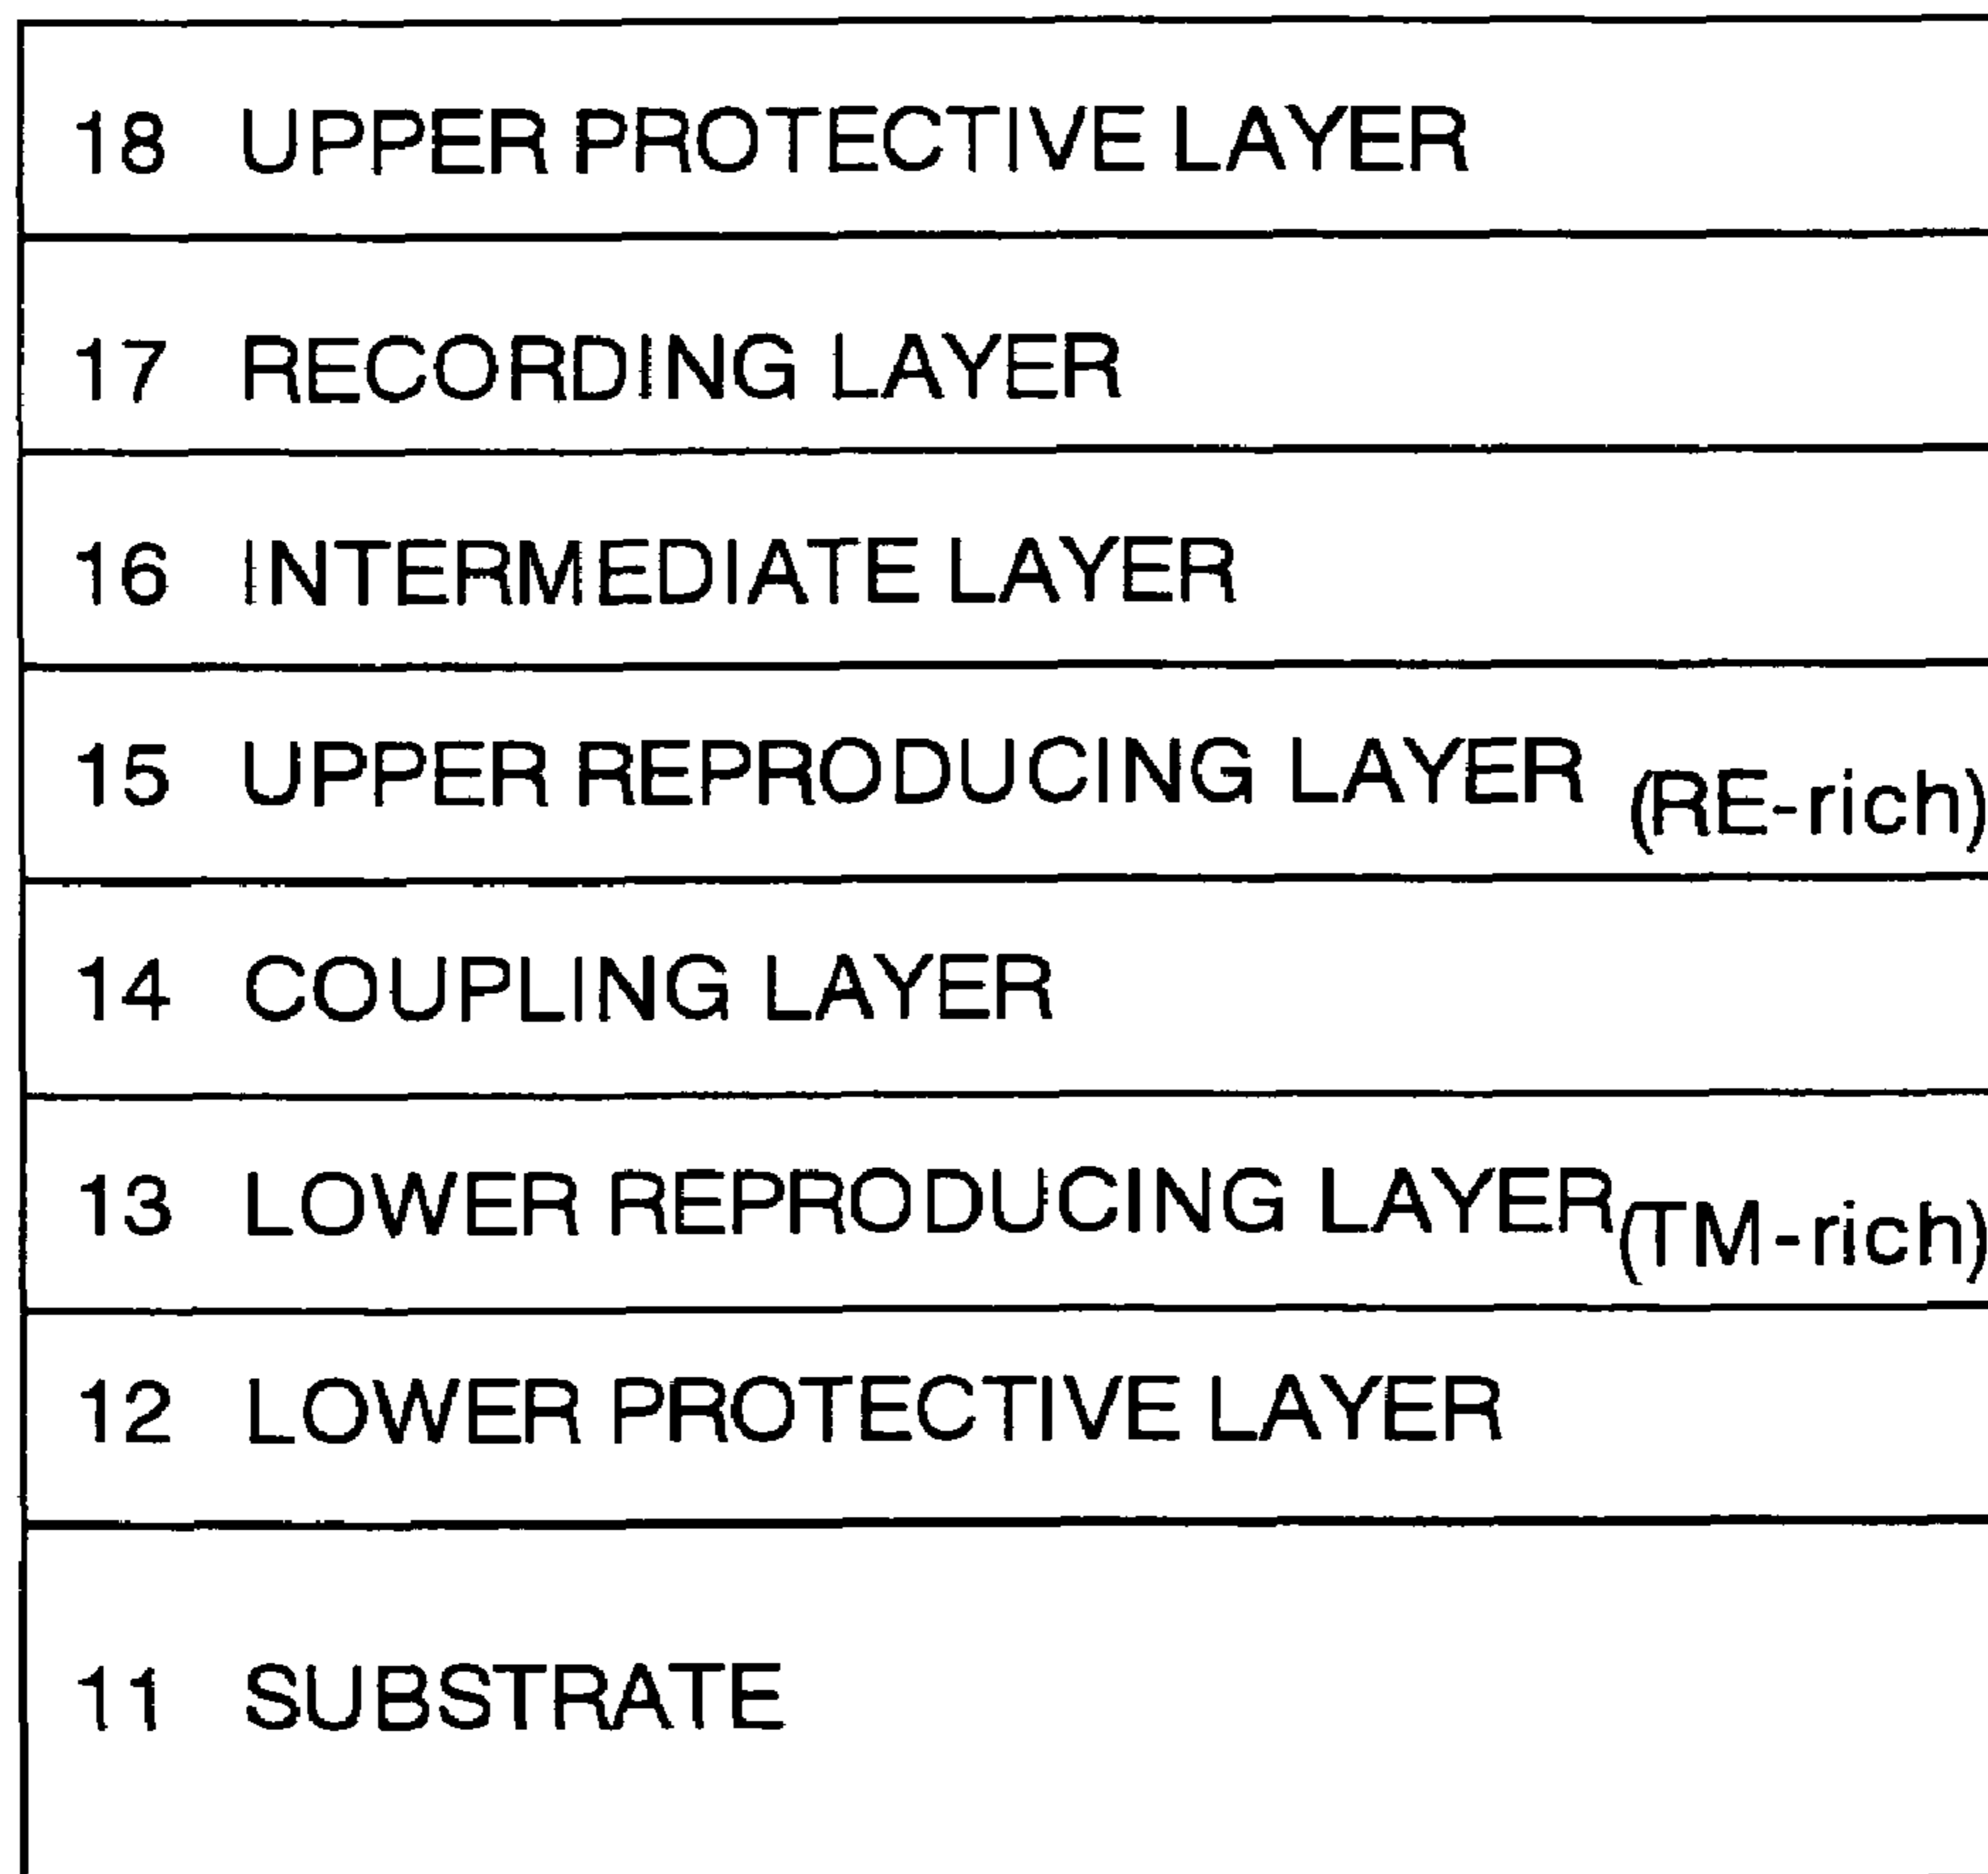 18 UPPER PROTECTIVE LAYER
17 RECORDING LAYER
16 INTERMEDIATE LAYER
15 UPPER REPRODUCING LAYER (RE-rich)
14 COUPLING LAYER
13 LOWER REPRODUCING LAYER (TM-rich)
12 LOWER PROTECTIVE LAYER
11 SUBSTRATE